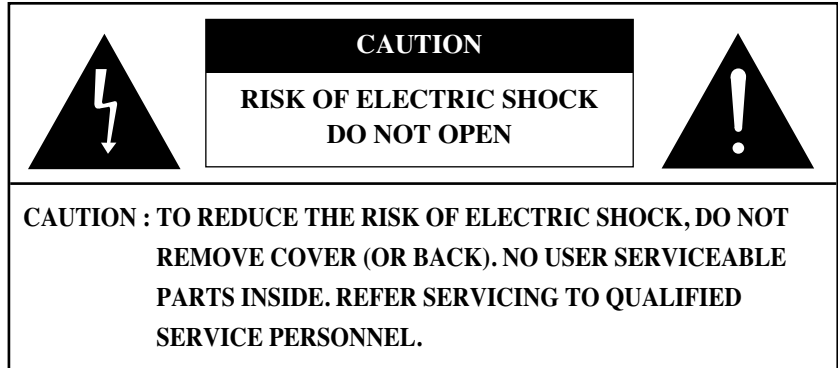 CAUTION
RISK OF ELECTRIC SHOCK
DO NOT OPEN
CAUTION : TO REDUCE THE RISK OF ELECTRIC SHOCK, DO NOT
REMOVE COVER (OR BACK). NO USER SERVICEABLE
PARTS INSIDE. REFER SERVICING TO QUALIFIED
SERVICE PERSONNEL.